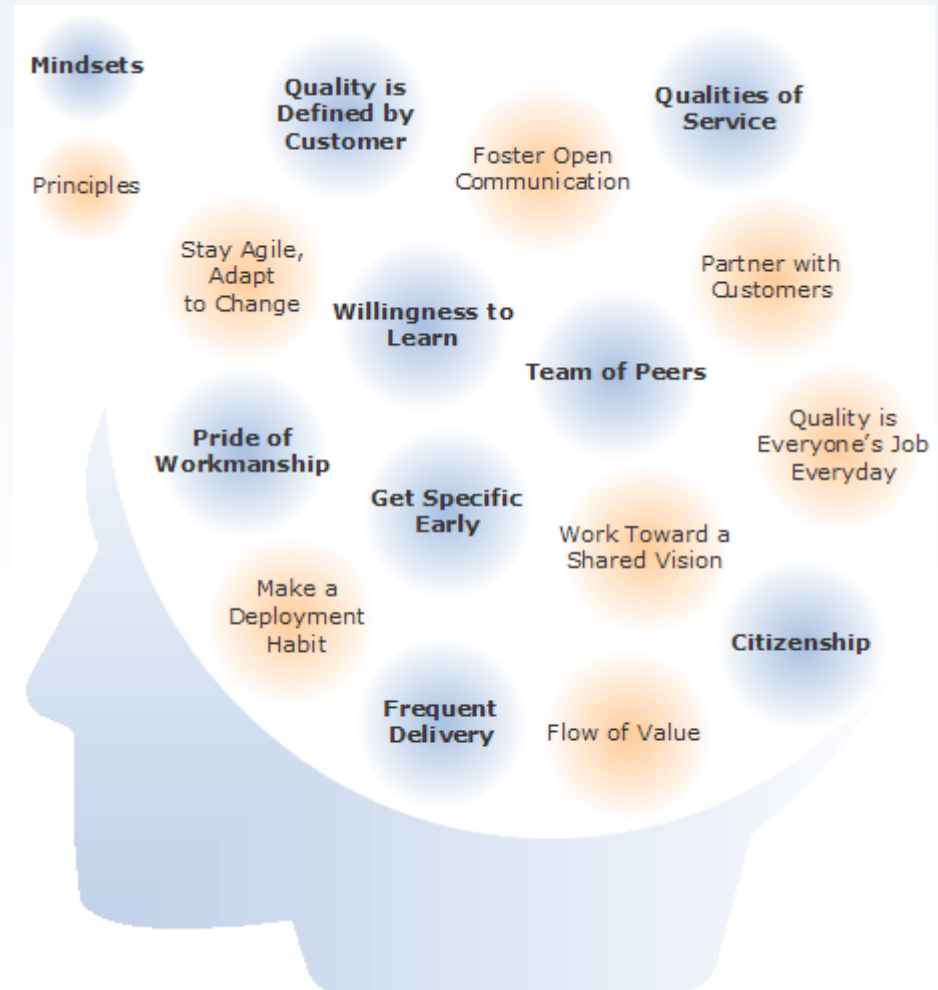 Mindsets
Quality is
Defined by
Customer
Qualities of
Service
Foster Open
Communication
Principles
Stay Agile,
Adapt
to Change
Partner with
Customers
Willingness to
Learn
Team of Peers
Quality is
Everyone’s Job
Everyday
Pride of
Workmanship
Get Specific
Early
Work Toward a
Shared Vision
Make a
Deployment
Habit
Citizenship
Frequent
Delivery
Flow of Value